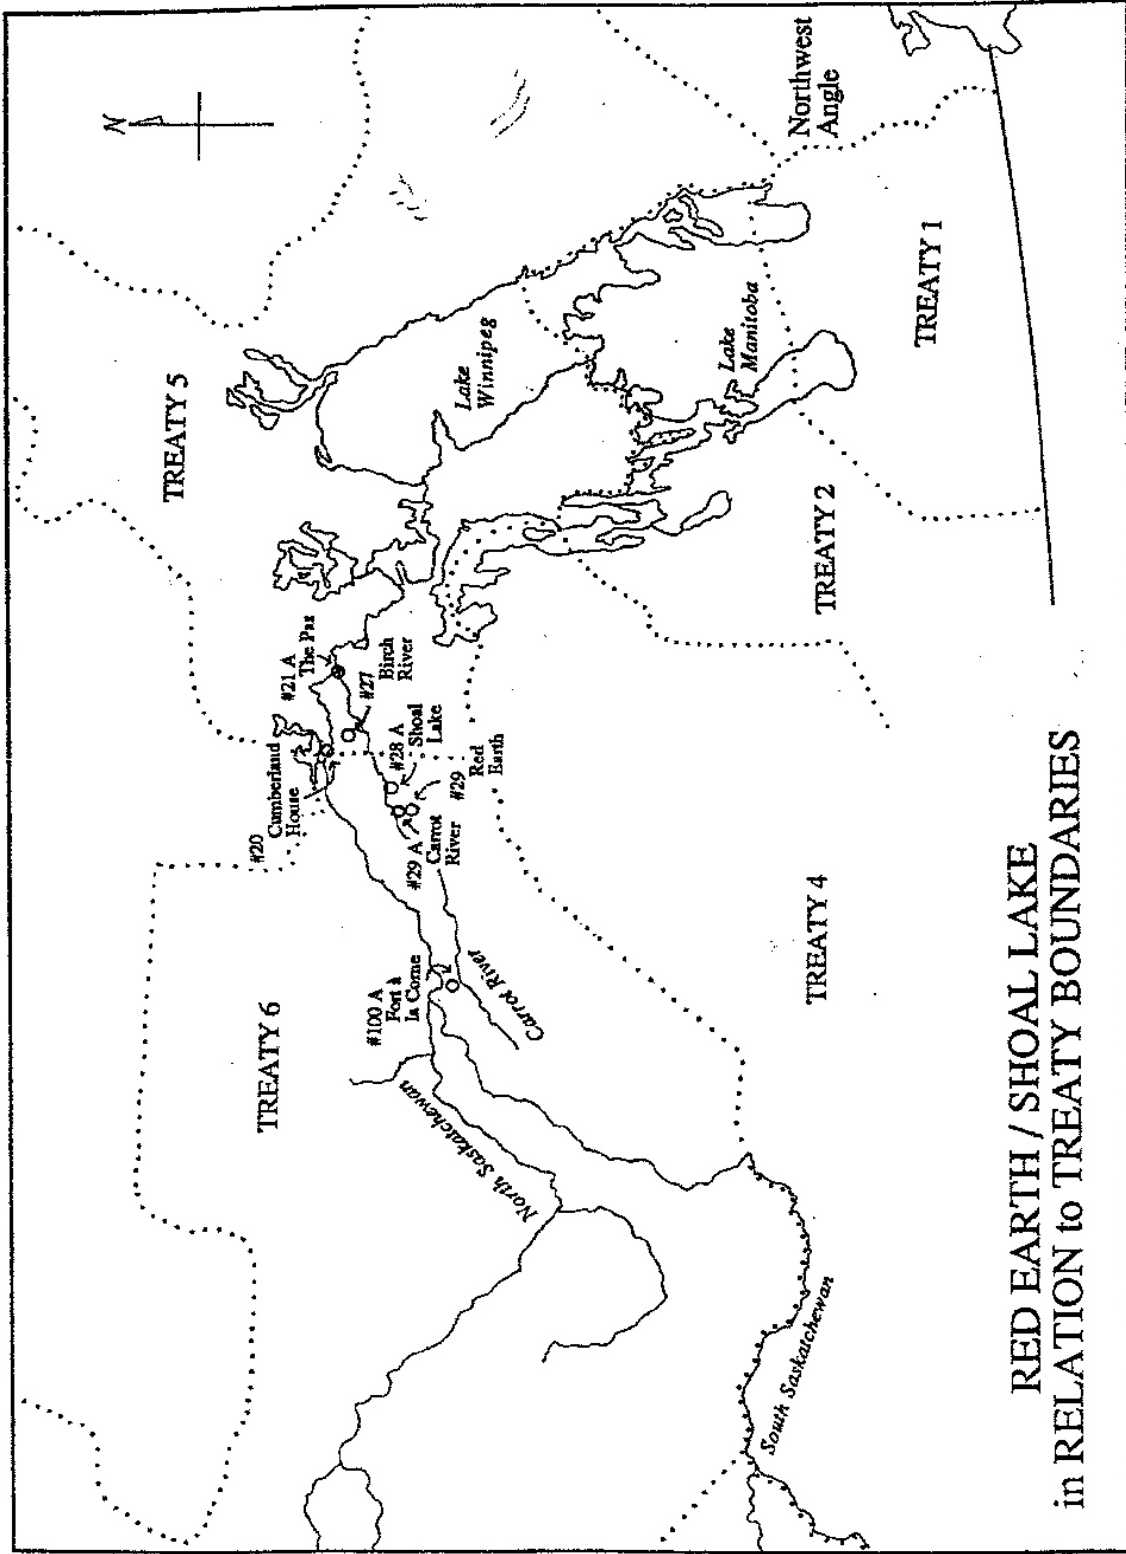 N
TREATY 5
TREATY 6
#20
Cumberland
House
#21 A
The Pas
#27
Birch
River
#28 A
Shoal
Lake
#29
Red
Earth
#29 A
Carrot
River
#100 A
Fort à
la Corne
Carrot River
North Saskatchewan
South Saskatchewan
Lake
Winnipeg
Lake
Manitoba
Northwest
Angle
TREATY 1
TREATY 2
TREATY 4
RED EARTH / SHOAL LAKE
in RELATION to TREATY BOUNDARIES